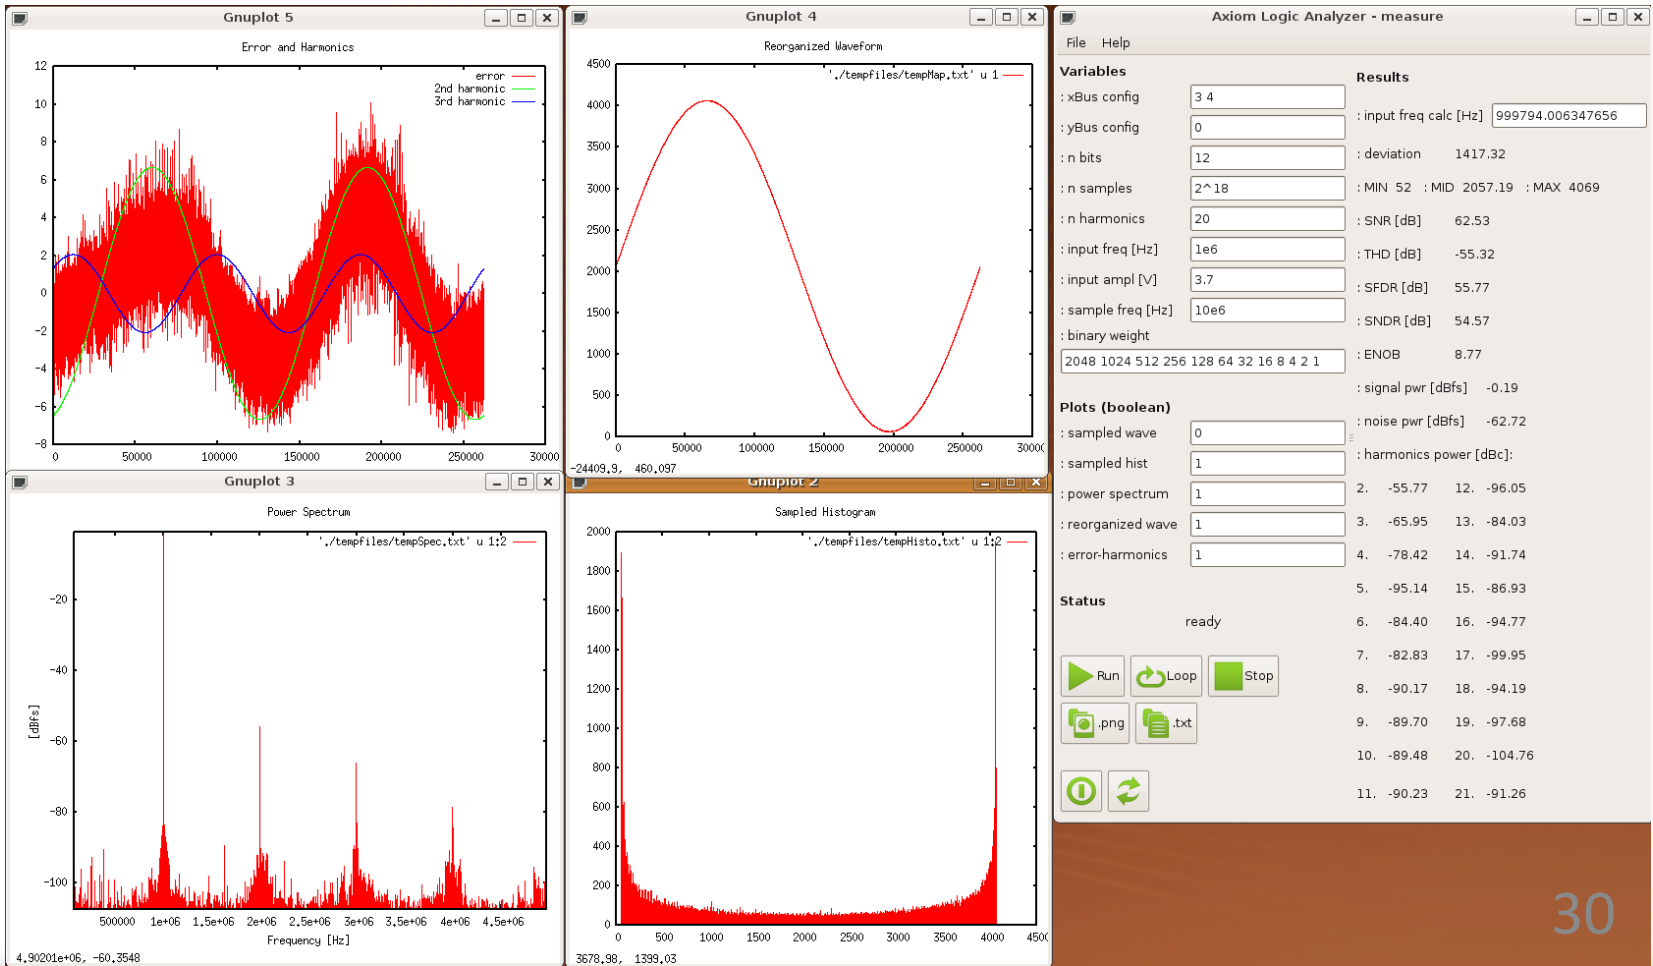 Gnuplot 5
Error and Harmonics
error
2nd harmonic
3rd harmonic
12
10
8
6
4
2
0
-2
-4
-6
-8
0 50000 100000 150000 200000 250000 30000
Gnuplot 4
Reorganized Waveform
'./tempfiles/tempMap.txt' u 1
4500
4000
3500
3000
2500
2000
1500
1000
500
0
0 50000 100000 150000 200000 250000 3000
-24409.9, 460.097
Gnuplot 3
Power Spectrum
'./tempfiles/tempSpec.txt' u 1:2
-20
-40
-60
-80
-100
[dBfs]
500000 1e+06 1.5e+06 2e+06 2.5e+06 3e+06 3.5e+06 4e+06 4.5e+06
Frequency [Hz]
4.90201e+06, -60.3548
Gnuplot 2
Sampled Histogram
'./tempfiles/tempHisto.txt' u 1:2
2000
1800
1600
1400
1200
1000
800
600
400
200
0
0 500 1000 1500 2000 2500 3000 3500 4000 450
3678.98, 1399.03
Axiom Logic Analyzer - measure
File Help
Variables
: xBus config 3 4
: yBus config 0
: n bits 12
: n samples 2^18
: n harmonics 20
: input freq [Hz] 1e6
: input ampl [V] 3.7
: sample freq [Hz] 10e6
: binary weight
2048 1024 512 256 128 64 32 16 8 4 2 1
Plots (boolean)
: sampled wave 0
: sampled hist 1
: power spectrum 1
: reorganized wave 1
: error-harmonics 1
Status
ready
Run Loop Stop
.png .txt
Results
: input freq calc [Hz] 999794.006347656
: deviation 1417.32
: MIN 52 : MID 2057.19 : MAX 4069
: SNR [dB] 62.53
: THD [dB] -55.32
: SFDR [dB] 55.77
: SNDR [dB] 54.57
: ENOB 8.77
: signal pwr [dBfs] -0.19
: noise pwr [dBfs] -62.72
: harmonics power [dBc]:
2. -55.77 12. -96.05
3. -65.95 13. -84.03
4. -78.42 14. -91.74
5. -95.14 15. -86.93
6. -84.40 16. -94.77
7. -82.83 17. -99.95
8. -90.17 18. -94.19
9. -89.70 19. -97.68
10. -89.48 20. -104.76
11. -90.23 21. -91.26
30